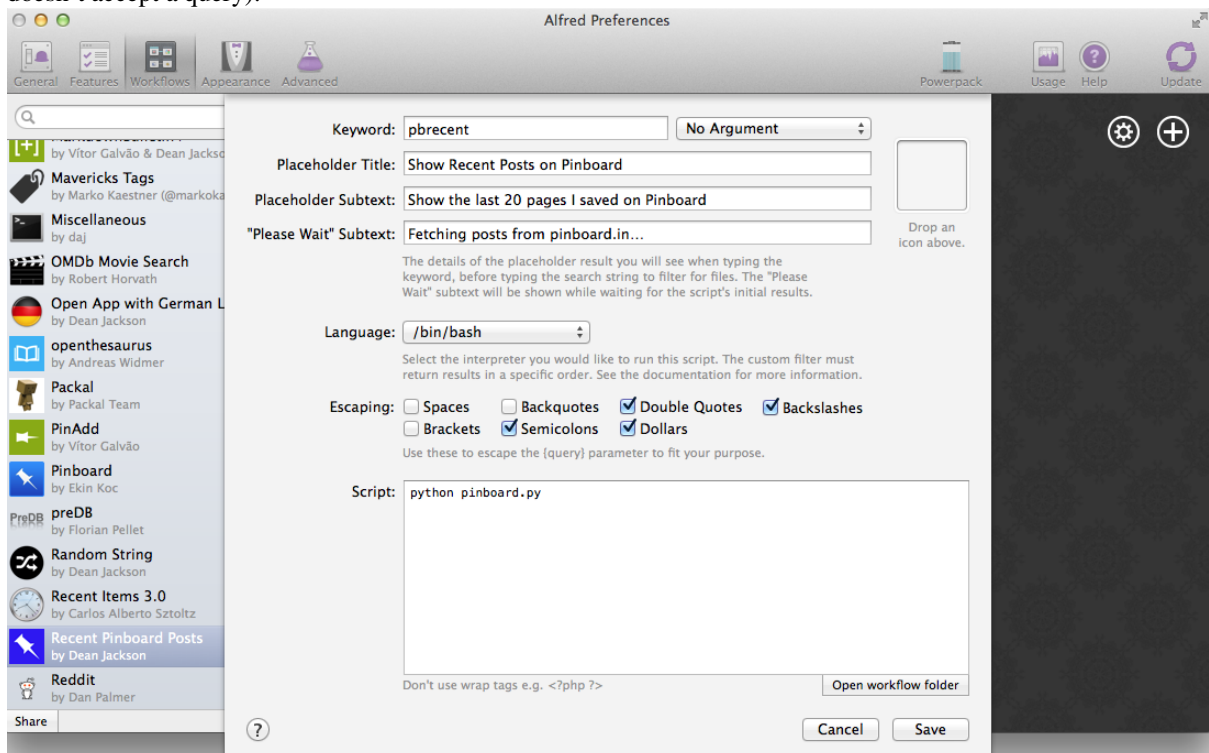 doesn't accept a query).
Alfred Preferences
General Features Workflows Appearance Advanced Powerpack Usage Help Update
Keyword: pbrecent No Argument
Placeholder Title: Show Recent Posts on Pinboard
Placeholder Subtext: Show the last 20 pages I saved on Pinboard
"Please Wait" Subtext: Fetching posts from pinboard.in...
Drop an
icon above.
The details of the placeholder result you will see when typing the
keyword, before typing the search string to filter for files. The "Please
Wait" subtext will be shown while waiting for the script's initial results.
Language: /bin/bash
Select the interpreter you would like to run this script. The custom filter must
return results in a specific order. See the documentation for more information.
Escaping: Spaces Backquotes Double Quotes Backslashes
Brackets Semicolons Dollars
Use these to escape the {query} parameter to fit your purpose.
Script: python pinboard.py
Don't use wrap tags e.g. <?php ?>
Open workflow folder
Cancel Save
by Vítor Galvão & Dean Jackso
Mavericks Tags
by Marko Kaestner (@markoka
Miscellaneous
by daj
OMDb Movie Search
by Robert Horvath
Open App with German L
by Dean Jackson
openthesaurus
by Andreas Widmer
Packal
by Packal Team
PinAdd
by Vítor Galvão
Pinboard
by Ekin Koc
PreDB
preDB
by Florian Pellet
Random String
by Dean Jackson
Recent Items 3.0
by Carlos Alberto Sztoltz
Recent Pinboard Posts
by Dean Jackson
Reddit
by Dan Palmer
Share